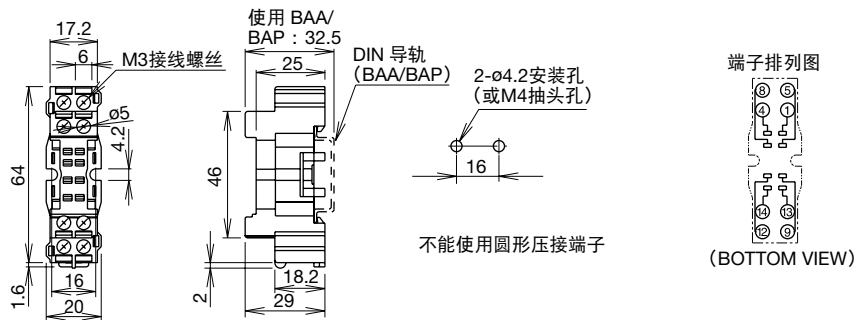 17.2
6
M3接线螺丝
ø5
4.2
64
1.6
16
20
使用 BAA/
BAP：32.5
25
DIN 导轨
（BAA/BAP）
46
2
18.2
29
2-ø4.2安装孔
（或M4抽头孔）
16
不能使用圆形压接端子
端子排列图
8 5
4 1
14 13
12 9
(BOTTOM VIEW)